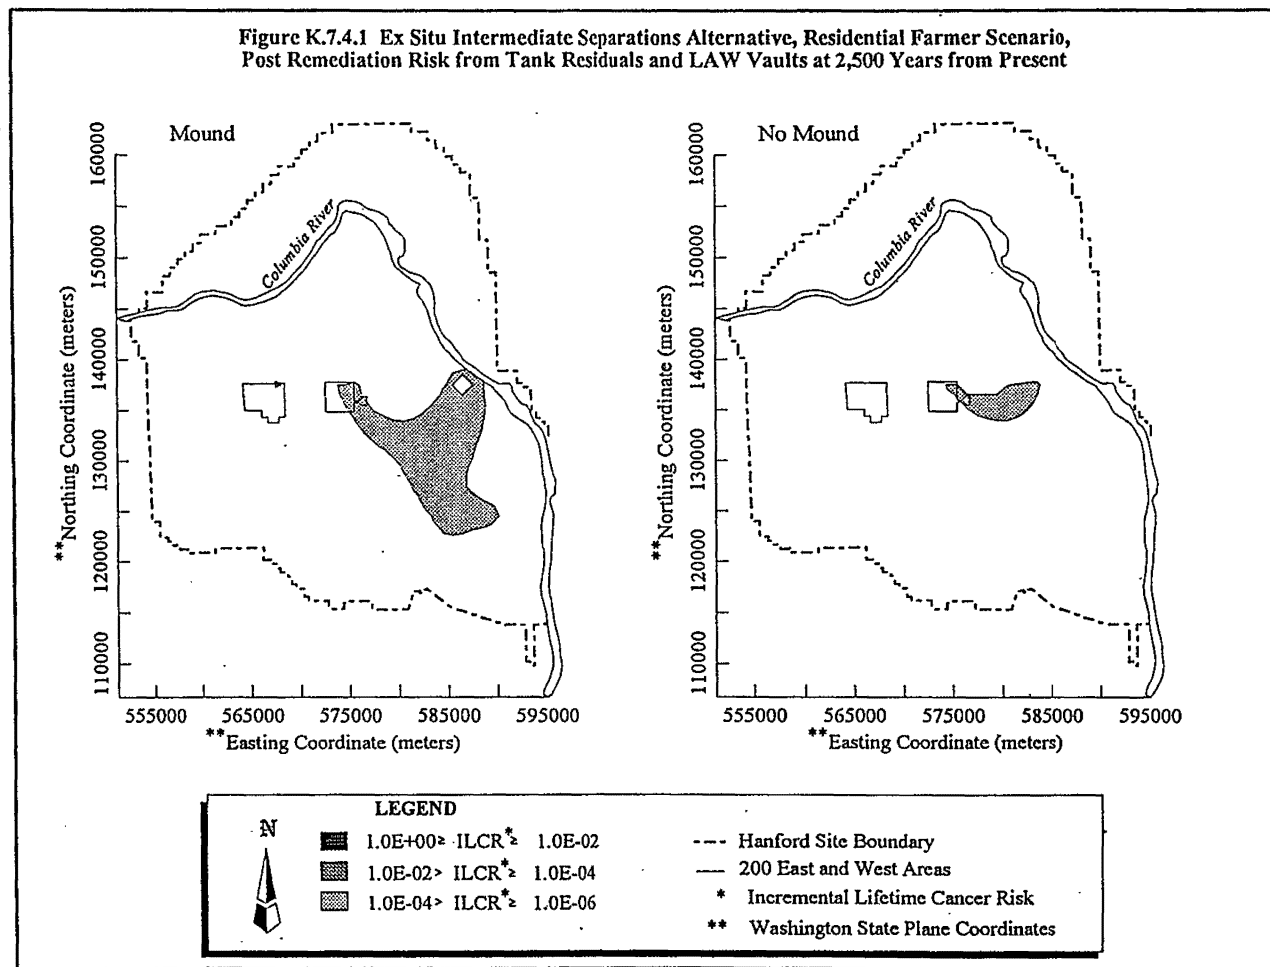 Figure K.7.4.1 Ex Situ Intermediate Separations Alternative, Residential Farmer Scenario,
Post Remediation Risk from Tank Residuals and LAW Vaults at 2,500 Years from Present
Mound
160000
150000
140000
130000
120000
110000
**Northing Coordinate (meters)
Columbia River
555000 565000 575000 585000 595000
**Easting Coordinate (meters)
No Mound
160000
150000
140000
130000
120000
110000
**Northing Coordinate (meters)
Columbia River
555000 565000 575000 585000 595000
**Easting Coordinate (meters)
LEGEND
N
1.0E+00≥ ILCR*≥ 1.0E-02
1.0E-02> ILCR*≥ 1.0E-04
1.0E-04> ILCR*≥ 1.0E-06
Hanford Site Boundary
200 East and West Areas
* Incremental Lifetime Cancer Risk
** Washington State Plane Coordinates